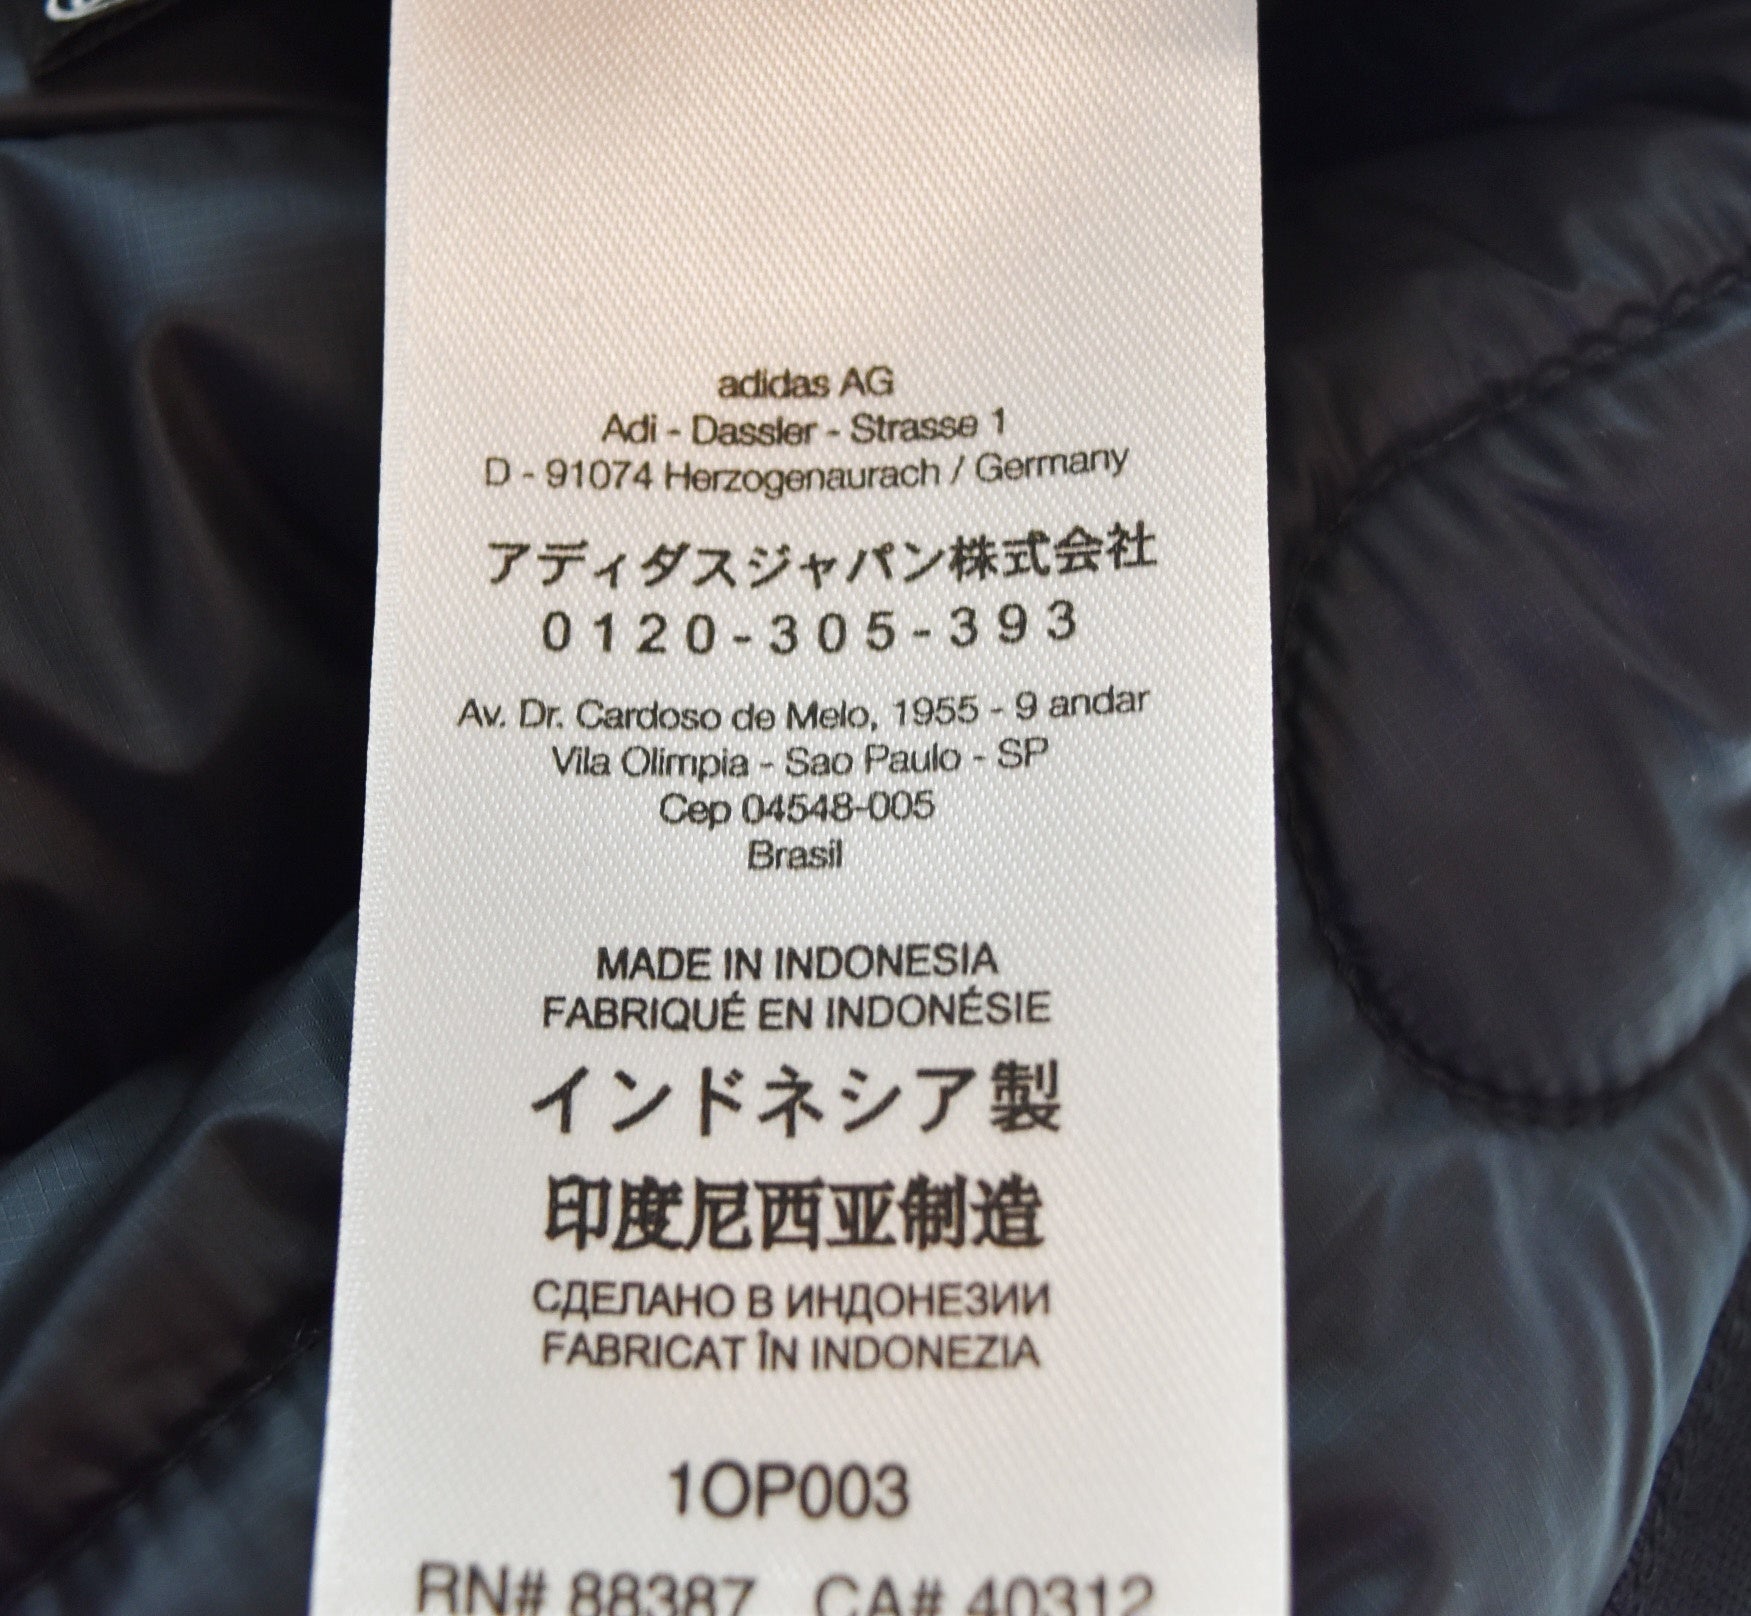 adidas AG
Adi - Dassler - Strasse 1
D - 91074 Herzogenaurach / Germany
アディダスジャパン株式会社
0120-305-393
Av. Dr. Cardoso de Melo, 1955 - 9 andar
Vila Olimpia - Sao Paulo - SP
Cep 04548-005
Brasil
MADE IN INDONESIA
FABRIQUÉ EN INDONÉSIE
インドネシア製
印度尼西亚制造
СДЕЛАНО В ИНДОНЕЗИИ
FABRICAT ÎN INDONEZIA
1OP003
RN# 88387 CA# 40312